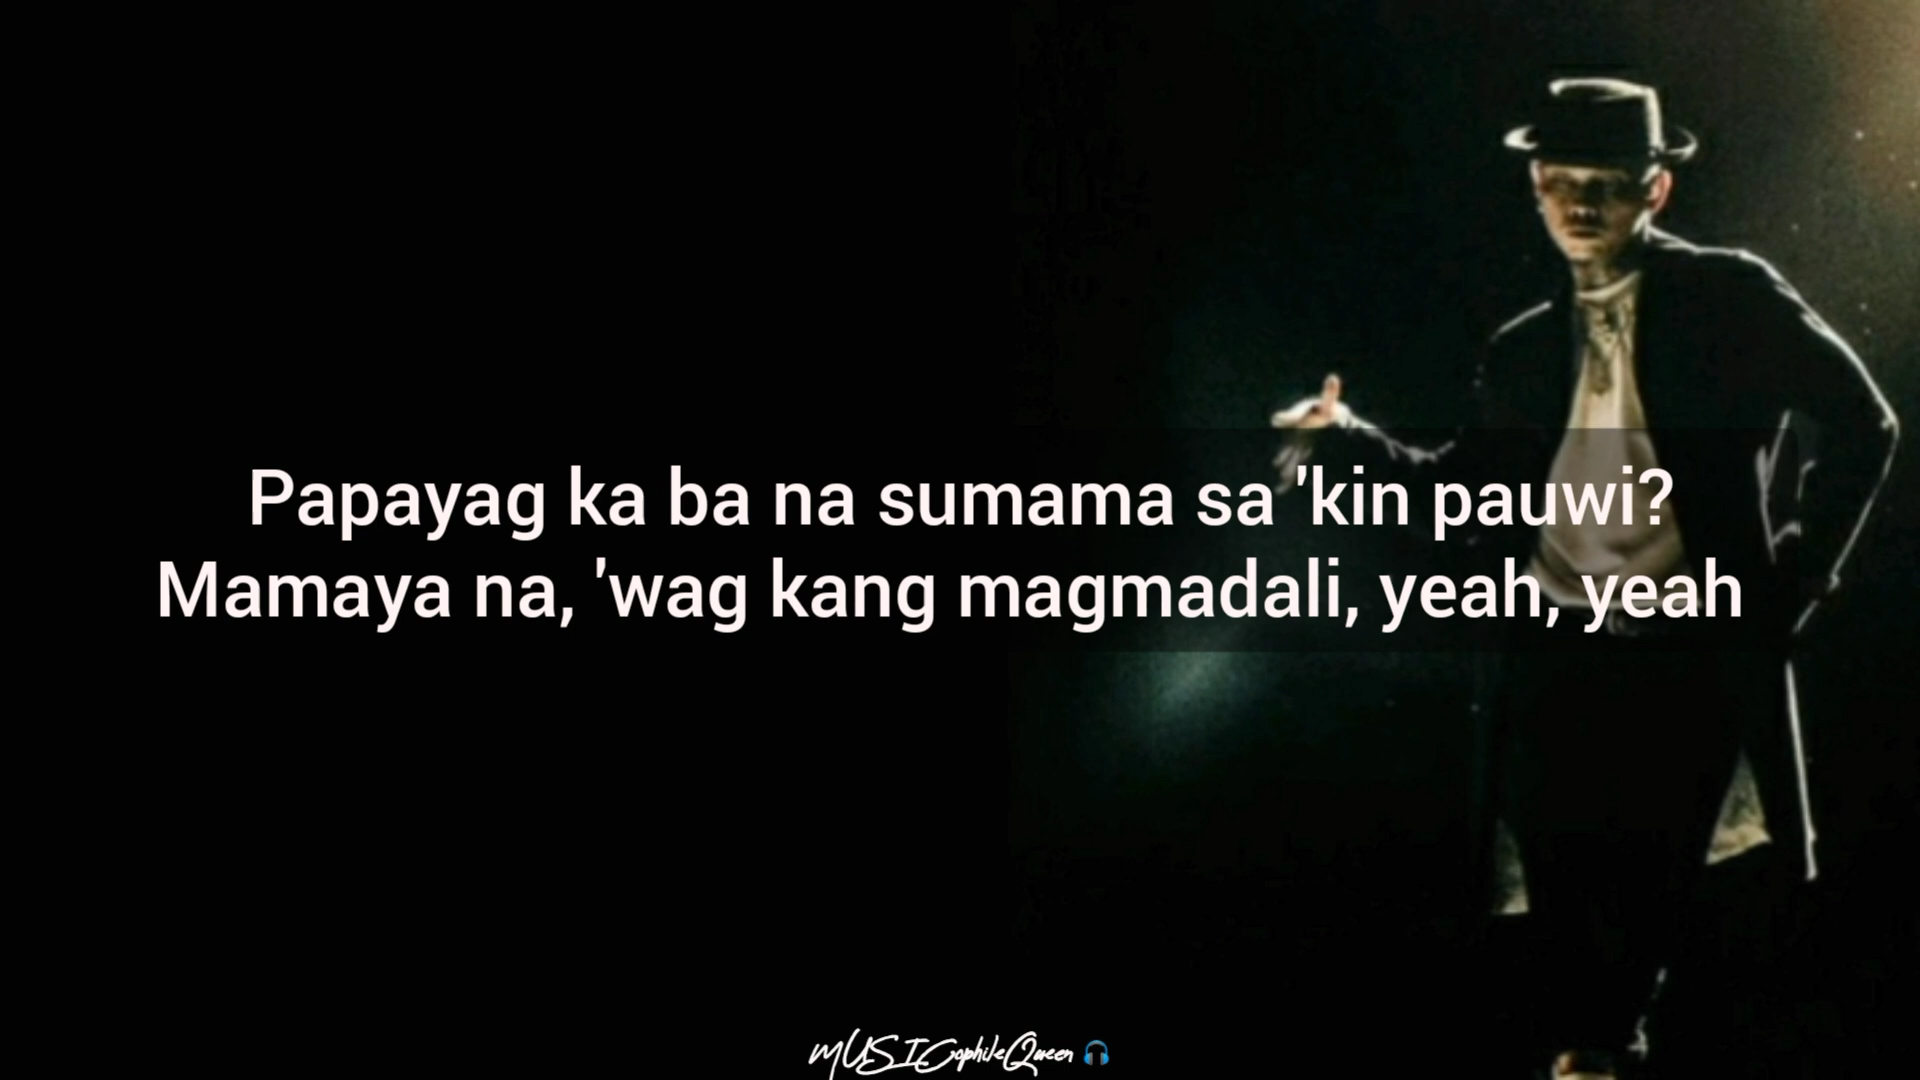 Papayag ka ba na sumama sa 'kin pauwi?
Mamaya na, 'wag kang magmadali, yeah, yeah
MUSICophileQueen